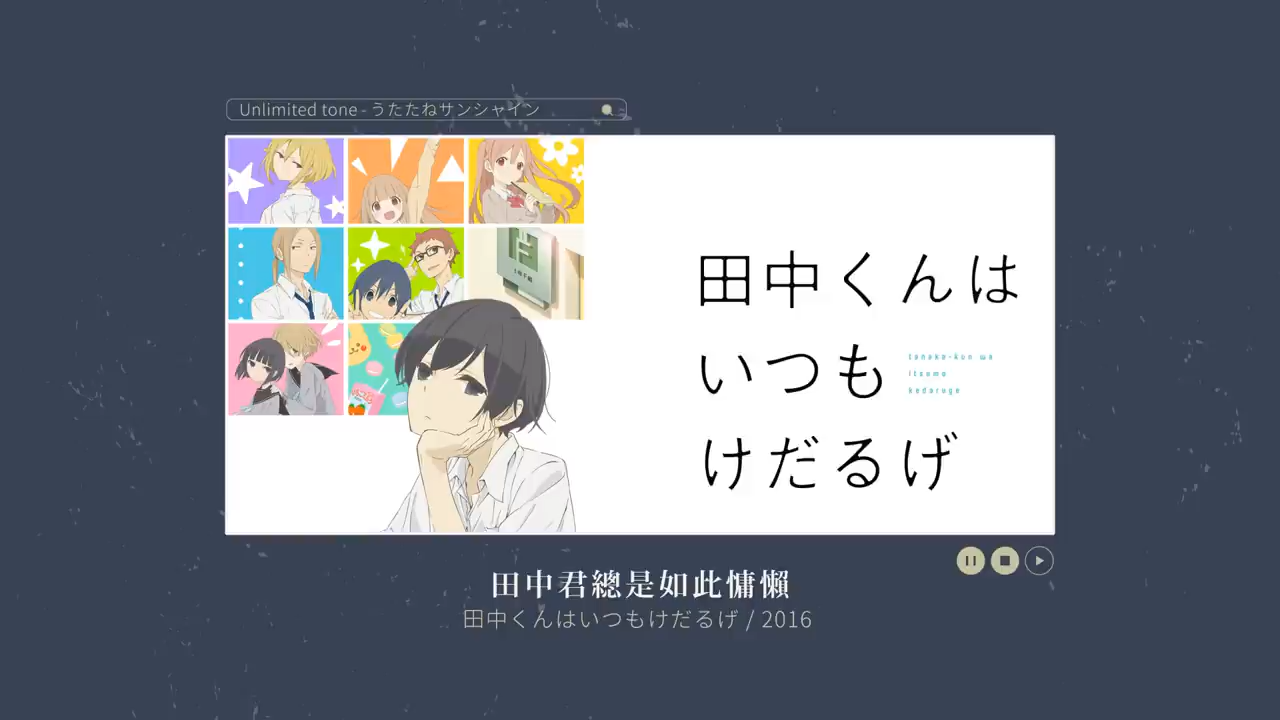 Unlimited tone - うたたねサンシャイン
田中くんは
いつも
tanaka-kun wa
itsumo
kedaruge
けだるげ
田中君總是如此慵懶
田中くんはいつもけだるげ / 2016